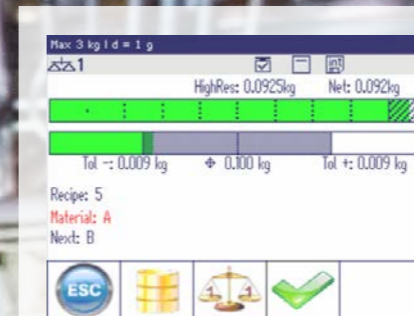 Max 3 kg | d = 1 g
1
HighRes: 0.0925kg Net: 0.092kg
Tol -: 0.009 kg 0.100 kg Tol +: 0.009 kg
Recipe: 5
Material: A
Next: B
ESC